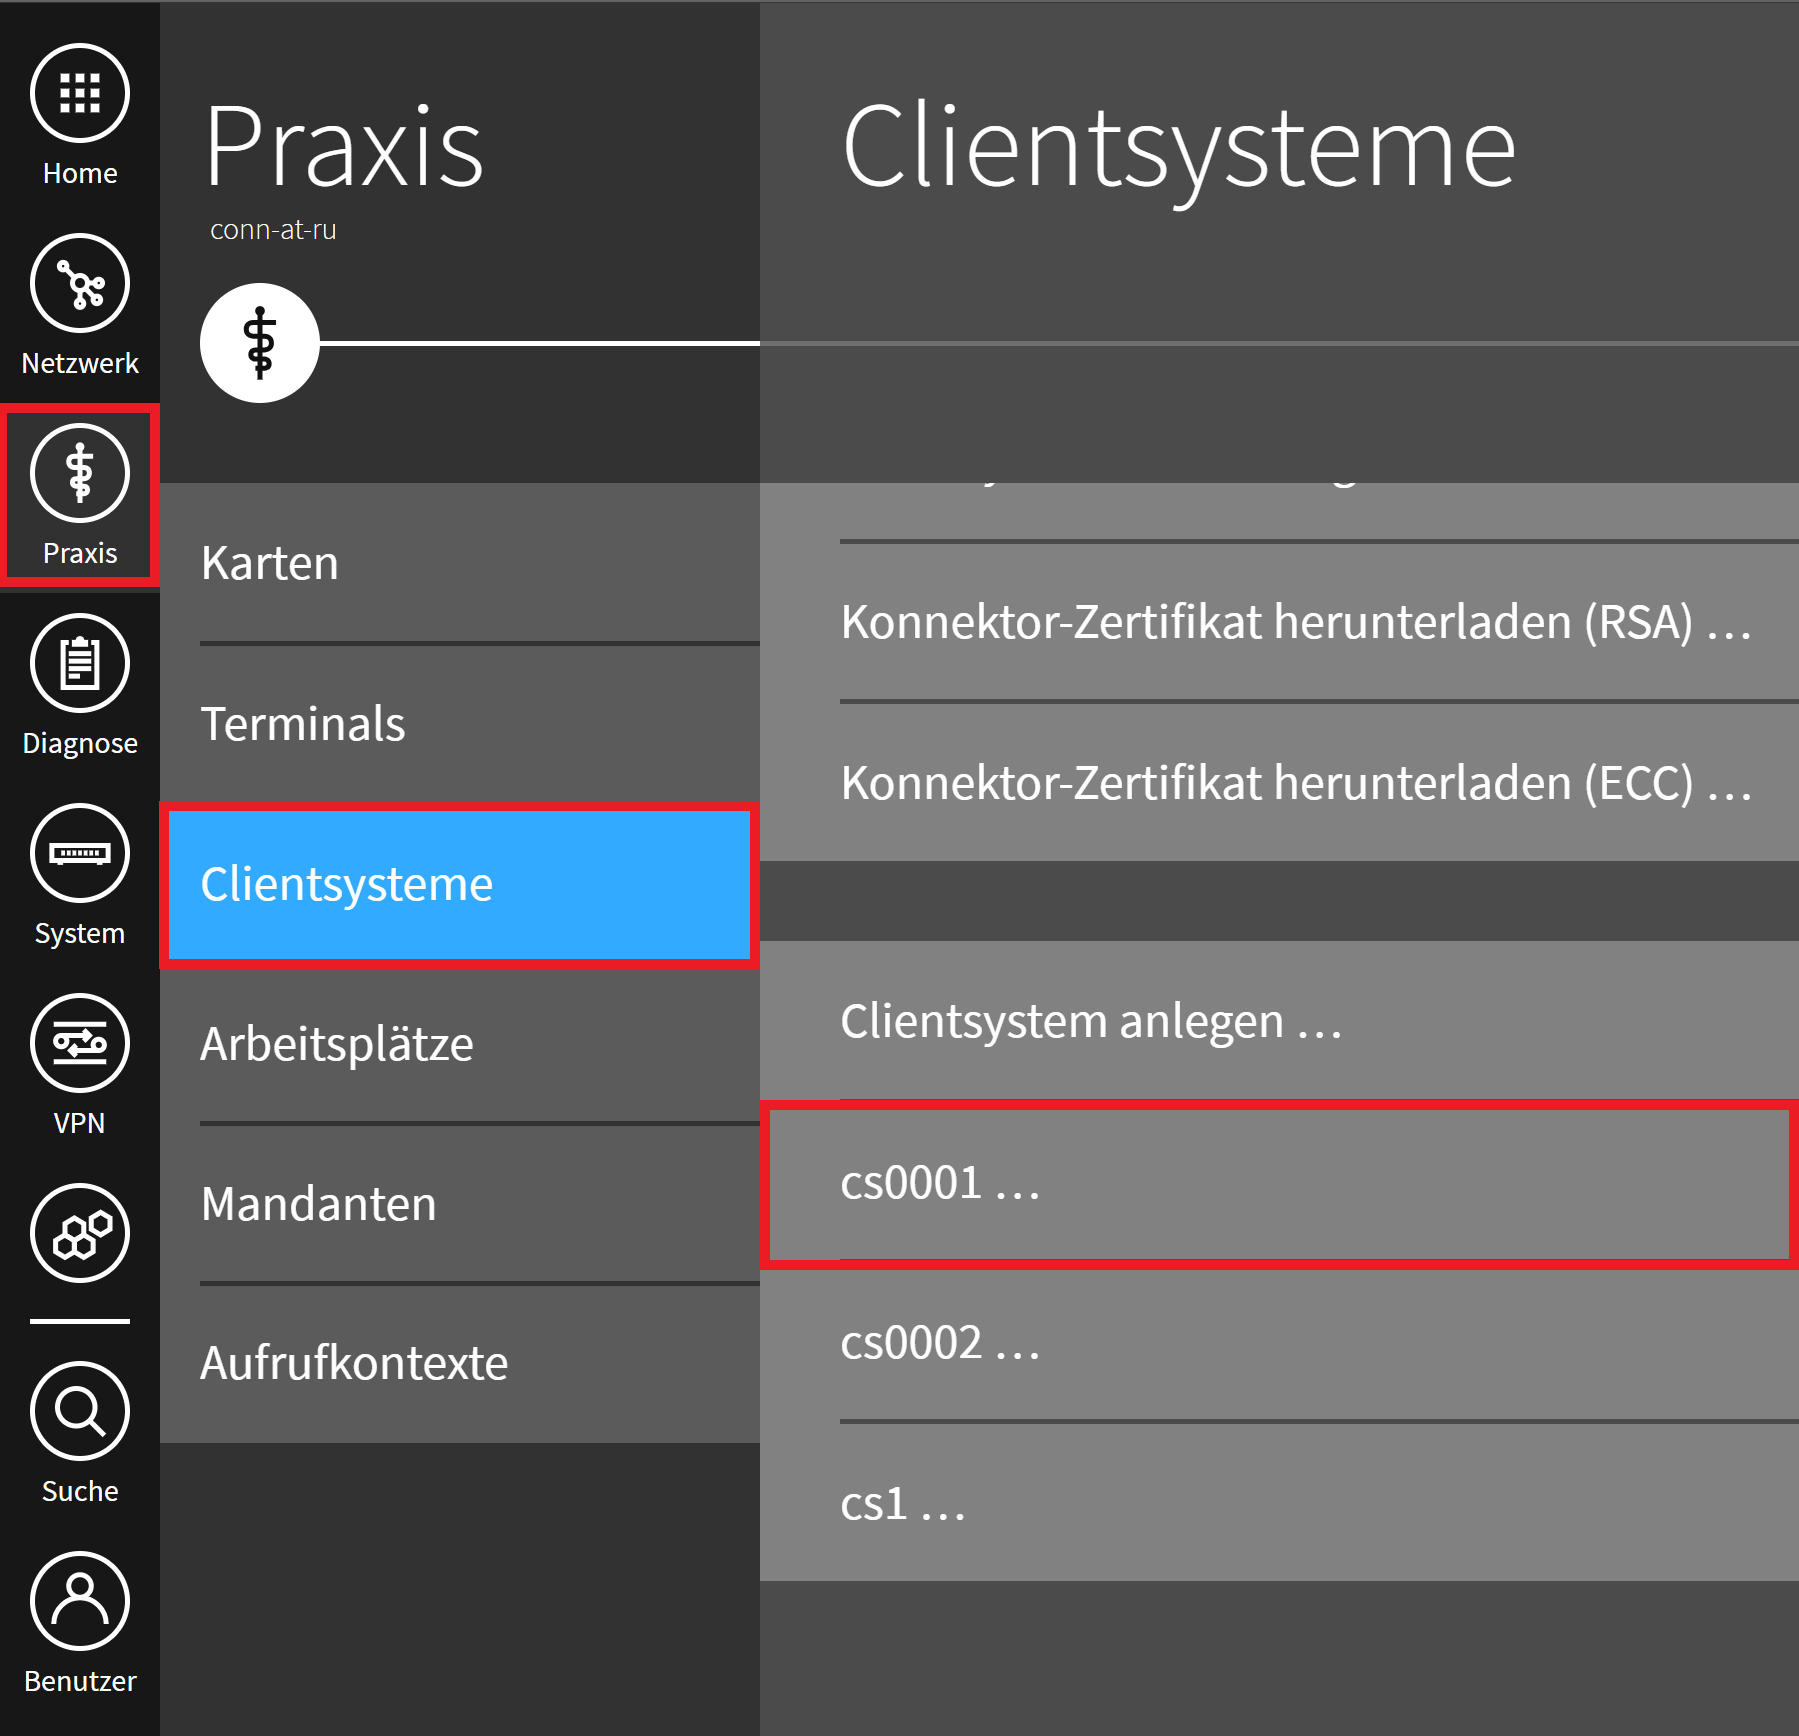 Home
Netzwerk
Praxis
Diagnose
System
VPN
Suche
Benutzer
Praxis
conn-at-ru
Karten
Terminals
Clientsysteme
Arbeitsplätze
Mandanten
Aufrufkontexte
Clientsysteme
Konnektor-Zertifikat herunterladen (RSA) …
Konnektor-Zertifikat herunterladen (ECC) …
Clientsystem anlegen …
cs0001 …
cs0002 …
cs1 …